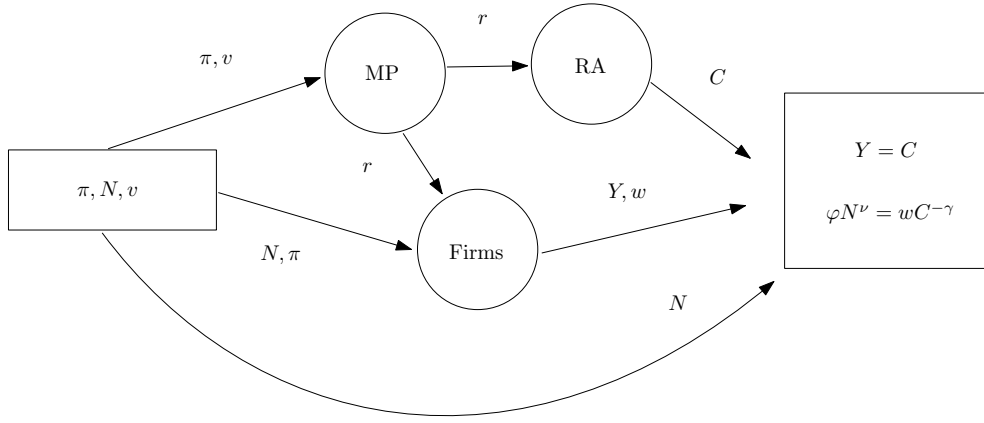 r
π, v
MP
RA
C
r
Y = C
π, N, v
Y, w
φN^ν = wC^{−γ}
N, π
Firms
N